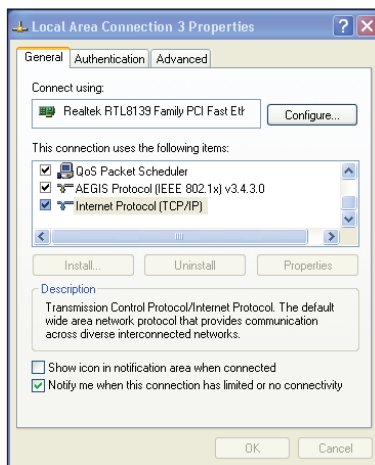 Local Area Connection 3 Properties
General Authentication Advanced
Connect using:
Realtek RTL8139 Family PCI Fast Eth
Configure...
This connection uses the following items:
QoS Packet Scheduler
AEGIS Protocol (IEEE 802.1x) v3.4.3.0
Internet Protocol (TCP/IP)
Install... Uninstall Properties
Description
Transmission Control Protocol/Internet Protocol. The default
wide area network protocol that provides communication
across diverse interconnected networks.
Show icon in notification area when connected
Notify me when this connection has limited or no connectivity
OK Cancel